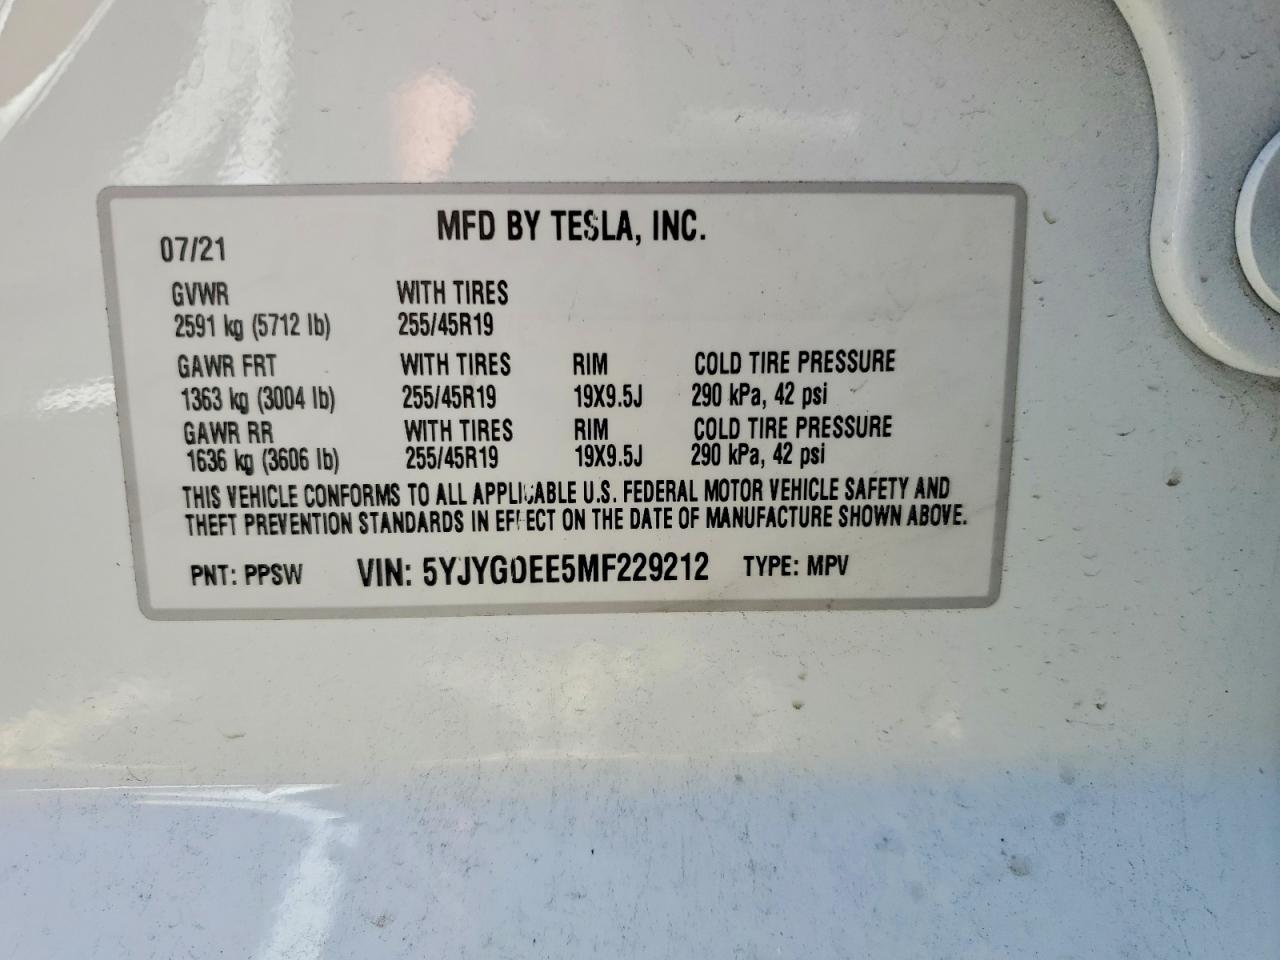 MFD BY TESLA, INC.
07/21
GVWR WITH TIRES
2591 kg (5712 lb) 255/45R19
GAWR FRT WITH TIRES RIM COLD TIRE PRESSURE
1363 kg (3004 lb) 255/45R19 19X9.5J 290 kPa, 42 psi
GAWR RR WITH TIRES RIM COLD TIRE PRESSURE
1636 kg (3606 lb) 255/45R19 19X9.5J 290 kPa, 42 psi
THIS VEHICLE CONFORMS TO ALL APPLICABLE U.S. FEDERAL MOTOR VEHICLE SAFETY AND
THEFT PREVENTION STANDARDS IN EFFECT ON THE DATE OF MANUFACTURE SHOWN ABOVE.
PNT: PPSW VIN: 5YJYGDEE5MF229212 TYPE: MPV